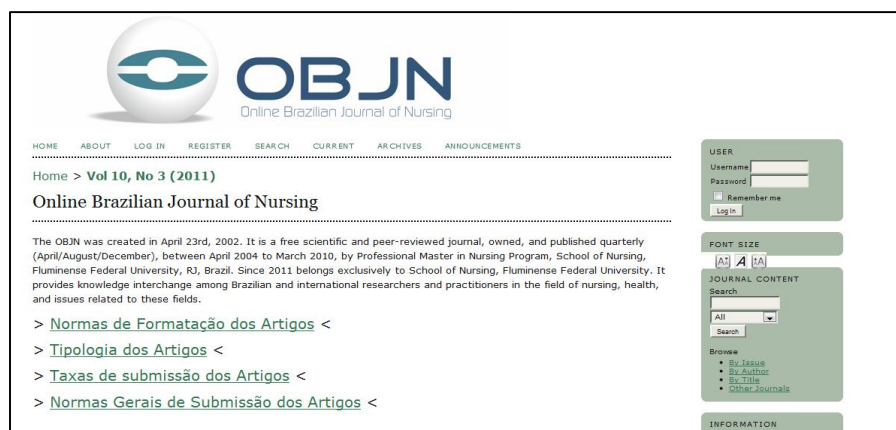 OBJN
Online Brazilian Journal of Nursing
HOME ABOUT LOG IN REGISTER SEARCH CURRENT ARCHIVES ANNOUNCEMENTS
Home > Vol 10, No 3 (2011)
Online Brazilian Journal of Nursing
The OBJN was created in April 23rd, 2002. It is a free scientific and peer-reviewed journal, owned, and published quarterly
(April/August/December), between April 2004 to March 2010, by Professional Master in Nursing Program, School of Nursing,
Fluminense Federal University, RJ, Brazil. Since 2011 belongs exclusively to School of Nursing, Fluminense Federal University. It
provides knowledge interchange among Brazilian and international researchers and practitioners in the field of nursing, health,
and issues related to these fields.
> Normas de Formatação dos Artigos <
> Tipologia dos Artigos <
> Taxas de submissão dos Artigos <
> Normas Gerais de Submissão dos Artigos <
USER
Username
Password
Remember me
Log In
FONT SIZE
A A A
JOURNAL CONTENT
Search
All
Search
Browse
By Issue
By Author
By Title
Other Journals
INFORMATION